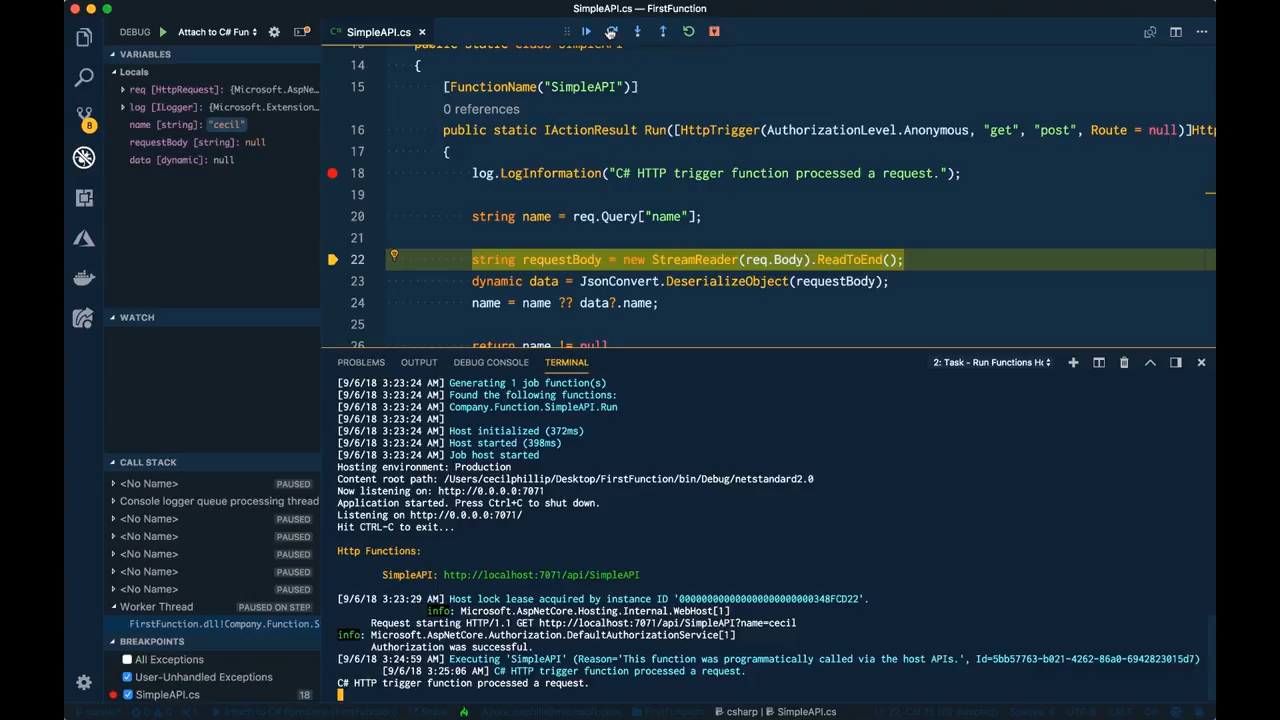 SimpleAPI.cs — FirstFunction
DEBUG
Attach to C# Fun
SimpleAPI.cs
VARIABLES
Locals
req [HttpRequest]: {Microsoft.AspNe...
log [ILogger]: {Microsoft.Extension...
name [string]: "cecil"
requestBody [string]: null
data [dynamic]: null
8
WATCH
CALL STACK
<No Name> PAUSED
Console logger queue processing thread
<No Name> PAUSED
<No Name> PAUSED
<No Name> PAUSED
<No Name> PAUSED
<No Name> PAUSED
Worker Thread PAUSED ON STEP
FirstFunction.dll!Company.Function.S
BREAKPOINTS
All Exceptions
User-Unhandled Exceptions
SimpleAPI.cs 18
public static class SimpleAPI
14 {
15 [FunctionName("SimpleAPI")]
0 references
16 public static IActionResult Run([HttpTrigger(AuthorizationLevel.Anonymous, "get", "post", Route = null)]Http
17 {
18 log.LogInformation("C# HTTP trigger function processed a request.");
19
20 string name = req.Query["name"];
21
22 string requestBody = new StreamReader(req.Body).ReadToEnd();
23 dynamic data = JsonConvert.DeserializeObject(requestBody);
24 name = name ?? data?.name;
25
26 return name != null
PROBLEMS OUTPUT DEBUG CONSOLE TERMINAL
2: Task - Run Functions Ho
[9/6/18 3:23:24 AM] Generating 1 job function(s)
[9/6/18 3:23:24 AM] Found the following functions:
[9/6/18 3:23:24 AM] Company.Function.SimpleAPI.Run
[9/6/18 3:23:24 AM]
[9/6/18 3:23:24 AM] Host initialized (372ms)
[9/6/18 3:23:24 AM] Host started (398ms)
[9/6/18 3:23:24 AM] Job host started
Hosting environment: Production
Content root path: /Users/cecilphillip/Desktop/FirstFunction/bin/Debug/netstandard2.0
Now listening on: http://0.0.0.0:7071
Application started. Press Ctrl+C to shut down.
Listening on http://0.0.0.0:7071/
Hit CTRL-C to exit...
Http Functions:
SimpleAPI: http://localhost:7071/api/SimpleAPI
[9/6/18 3:23:29 AM] Host lock lease acquired by instance ID '000000000000000000000000348FCD22'.
info: Microsoft.AspNetCore.Hosting.Internal.WebHost[1]
Request starting HTTP/1.1 GET http://localhost:7071/api/SimpleAPI?name=cecil
info: Microsoft.AspNetCore.Authorization.DefaultAuthorizationService[1]
Authorization was successful.
[9/6/18 3:24:59 AM] Executing 'SimpleAPI' (Reason='This function was programmatically called via the host APIs.', Id=5bb57763-b021-4262-86a0-6942823015d7)
[9/6/18 3:25:06 AM] C# HTTP trigger function processed a request.
C# HTTP trigger function processed a request.
csharp | SimpleAPI.cs